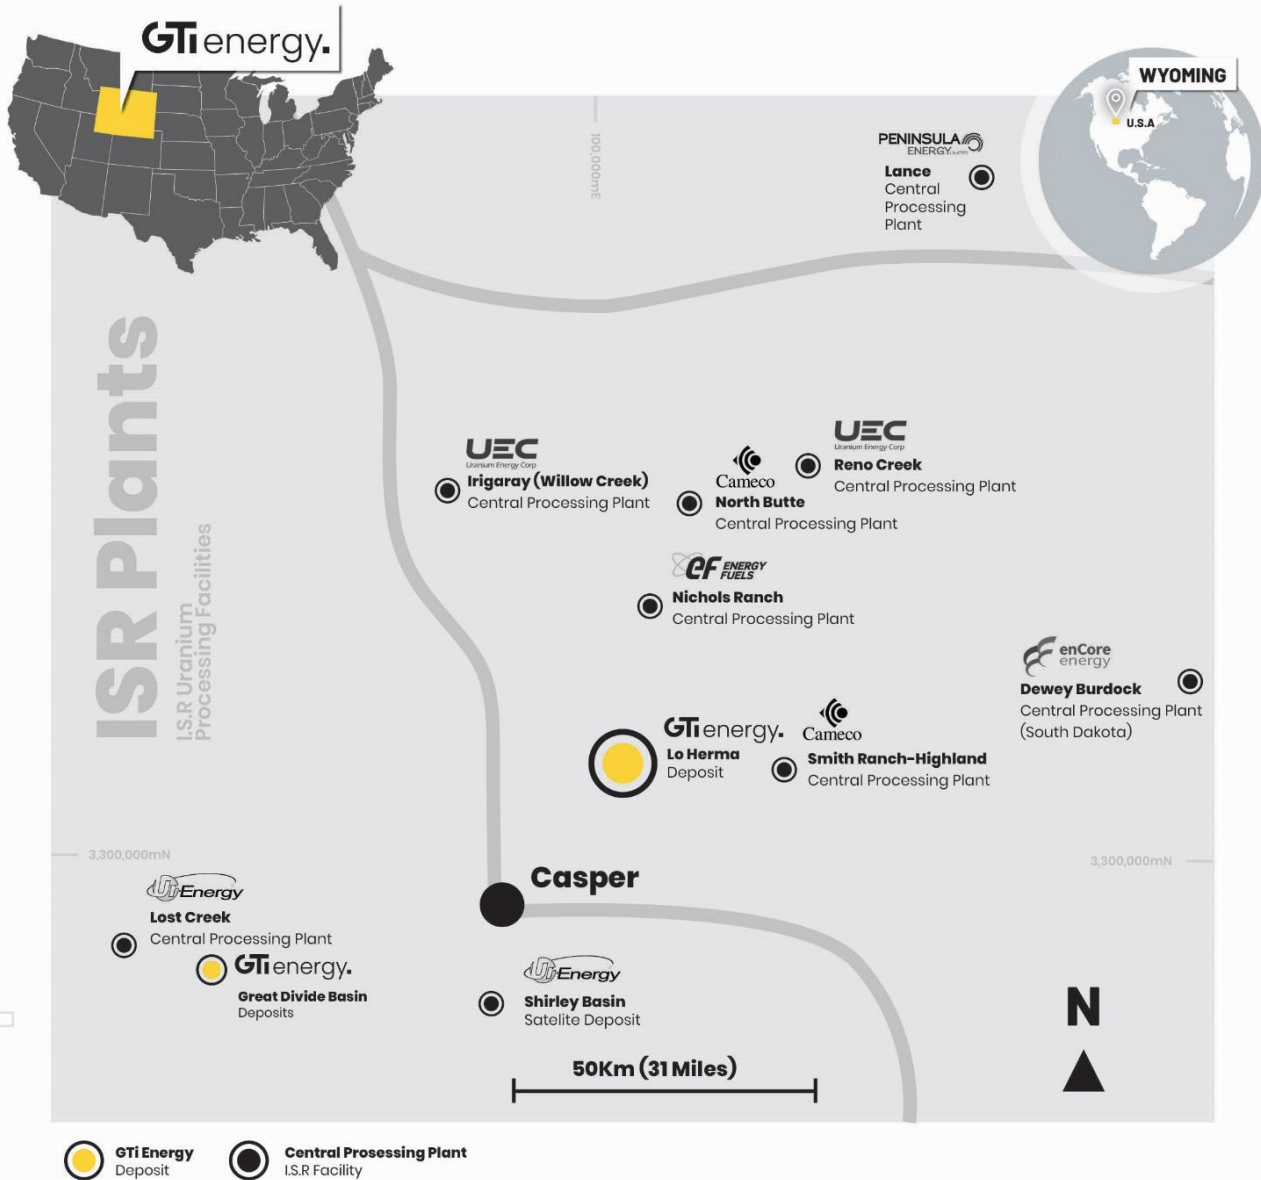 GTi energy.
WYOMING
U.S.A
100,000mE
PENINSULA
ENERGY LIMITED
Lance
Central
Processing
Plant
ISR Plants
I.S.R Uranium
Processing Facilities
UEC
Uranium Energy Corp
Irigaray (Willow Creek)
Central Processing Plant
Cameco
North Butte
Central Processing Plant
UEC
Uranium Energy Corp
Reno Creek
Central Processing Plant
ef ENERGY
FUELS
Nichols Ranch
Central Processing Plant
enCore
energy
Dewey Burdock
Central Processing Plant
(South Dakota)
GTi energy.
Lo Herma
Deposit
Cameco
Smith Ranch-Highland
Central Processing Plant
3,300,000mN
3,300,000mN
Casper
Ur Energy
Lost Creek
Central Processing Plant
GTi energy.
Great Divide Basin
Deposits
Ur Energy
Shirley Basin
Satelite Deposit
50Km (31 Miles)
N
GTi Energy
Deposit
Central Prosessing Plant
I.S.R Facility